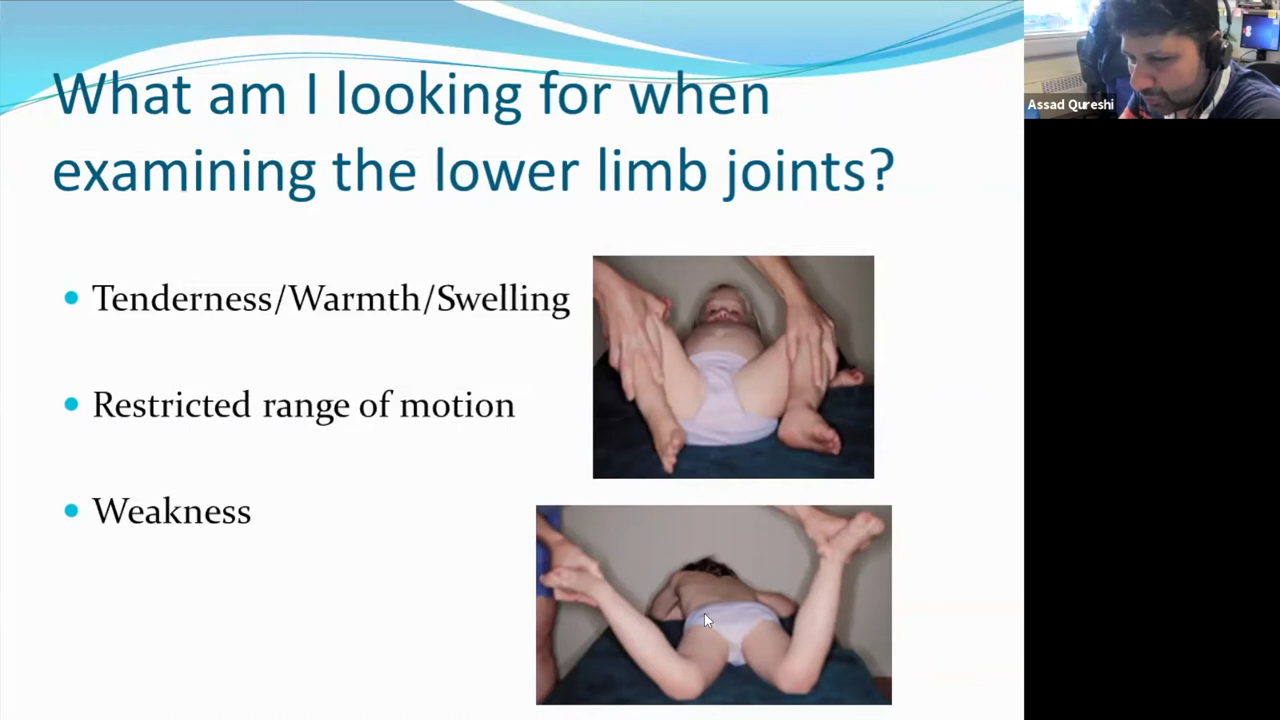 What am I looking for when
examining the lower limb joints?
Tenderness/Warmth/Swelling
Restricted range of motion
Weakness
Assad Qureshi